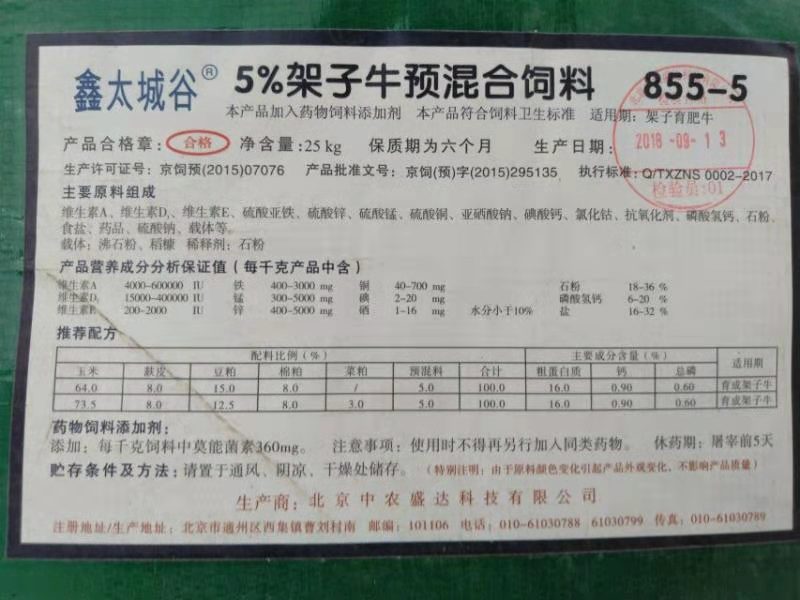 鑫太城谷® 5%架子牛预混合饲料 855-5
本产品加入药物饲料添加剂 本产品符合饲料卫生标准 适用期：架子育肥牛
产品合格章：合格 净含量：25kg 保质期为六个月 生产日期：2018-09-13
生产许可证号：京饲预(2015)07076 产品批准文号：京饲(预)字(2015)295135 执行标准：Q/TXZNS 0002-2017
检验员:01
主要原料组成
维生素A、维生素D₃、维生素E、硫酸亚铁、硫酸锌、硫酸锰、硫酸铜、亚硒酸钠、碘酸钙、氯化钴、抗氧化剂、磷酸氢钙、石粉、
食盐、药品、硫酸钠、载体等。
载体：沸石粉、稻糠 稀释剂：石粉
产品营养成分分析保证值（每千克产品中含）
维生素A 4000-600000 IU 铁 400-3000 mg 铜 40-700 mg 石粉 18-36 %
维生素D₃ 15000-400000 IU 锰 300-5000 mg 碘 2-20 mg 磷酸氢钙 6-20 %
维生素E 200-2000 IU 锌 400-5000 mg 硒 1-16 mg 水分小于10% 盐 16-32 %
推荐配方
配料比例（%） 主要成分含量（%） 适用期
玉米 麸皮 豆粕 棉粕 菜粕 预混料 合计 粗蛋白质 钙 总磷
64.0 8.0 15.0 8.0 / 5.0 100.0 16.0 0.90 0.60 育成架子牛
73.5 8.0 12.5 3.0 5.0 100.0 16.0 0.90 0.60 育成架子牛
药物饲料添加剂：
添加：每千克饲料中莫能菌素360mg。 注意事项：使用时不得再另行加入同类药物。 休药期：屠宰前5天
贮存条件及方法：请置于通风、阴凉、干燥处储存。（特别注明：由于原料颜色变化引起产品外观变化，不影响产品质量）
生产商：北京中农盛达科技有限公司
注册地址/生产地址：北京市通州区西集镇曹刘村南 邮编：101106 电话：010-61030788 61030799 传真：010-61030789